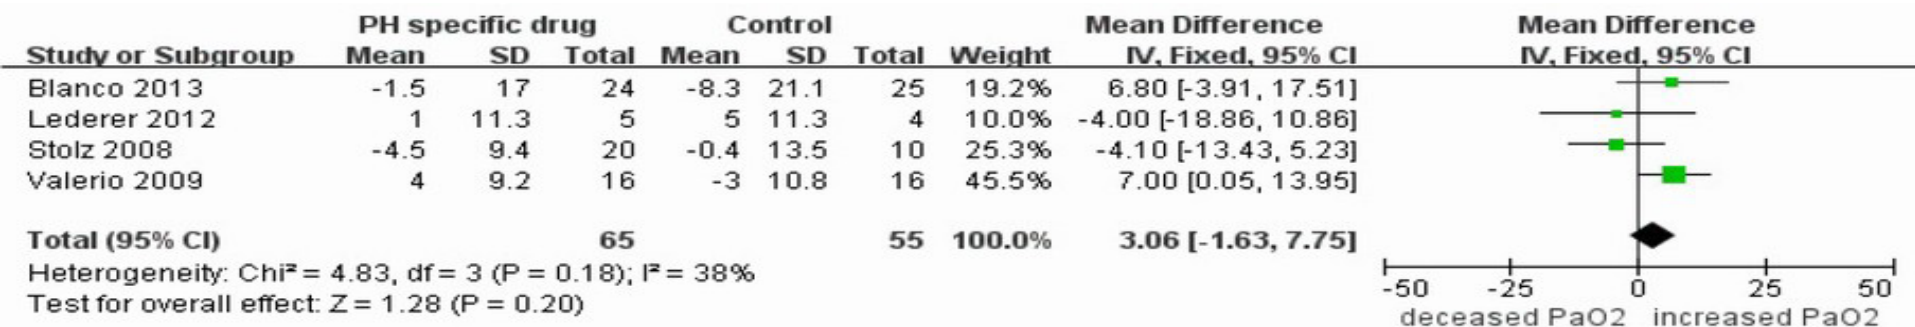 PH specific drug Control Mean Difference Mean Difference
Study or Subgroup Mean SD Total Mean SD Total Weight IV, Fixed, 95% CI IV, Fixed, 95% CI
Blanco 2013 -1.5 17 24 -8.3 21.1 25 19.2% 6.80 [-3.91, 17.51]
Lederer 2012 1 11.3 5 5 11.3 4 10.0% -4.00 [-18.86, 10.86]
Stolz 2008 -4.5 9.4 20 -0.4 13.5 10 25.3% -4.10 [-13.43, 5.23]
Valerio 2009 4 9.2 16 -3 10.8 16 45.5% 7.00 [0.05, 13.95]
Total (95% CI) 65 55 100.0% 3.06 [-1.63, 7.75]
Heterogeneity: Chi² = 4.83, df = 3 (P = 0.18); I² = 38%
Test for overall effect: Z = 1.28 (P = 0.20)
-50 -25 0 25 50
deceased PaO2 increased PaO2